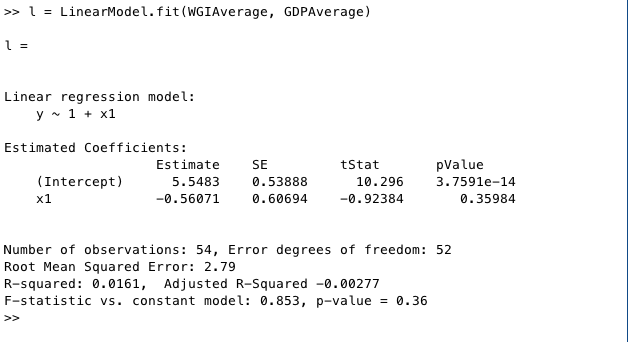 >> l = LinearModel.fit(WGIAverage, GDPAverage)
l =
Linear regression model:
y ~ 1 + x1
Estimated Coefficients:
Estimate SE tStat pValue
(Intercept) 5.5483 0.53888 10.296 3.7591e-14
x1 -0.56071 0.60694 -0.92384 0.35984
Number of observations: 54, Error degrees of freedom: 52
Root Mean Squared Error: 2.79
R-squared: 0.0161,  Adjusted R-Squared -0.00277
F-statistic vs. constant model: 0.853, p-value = 0.36
>>